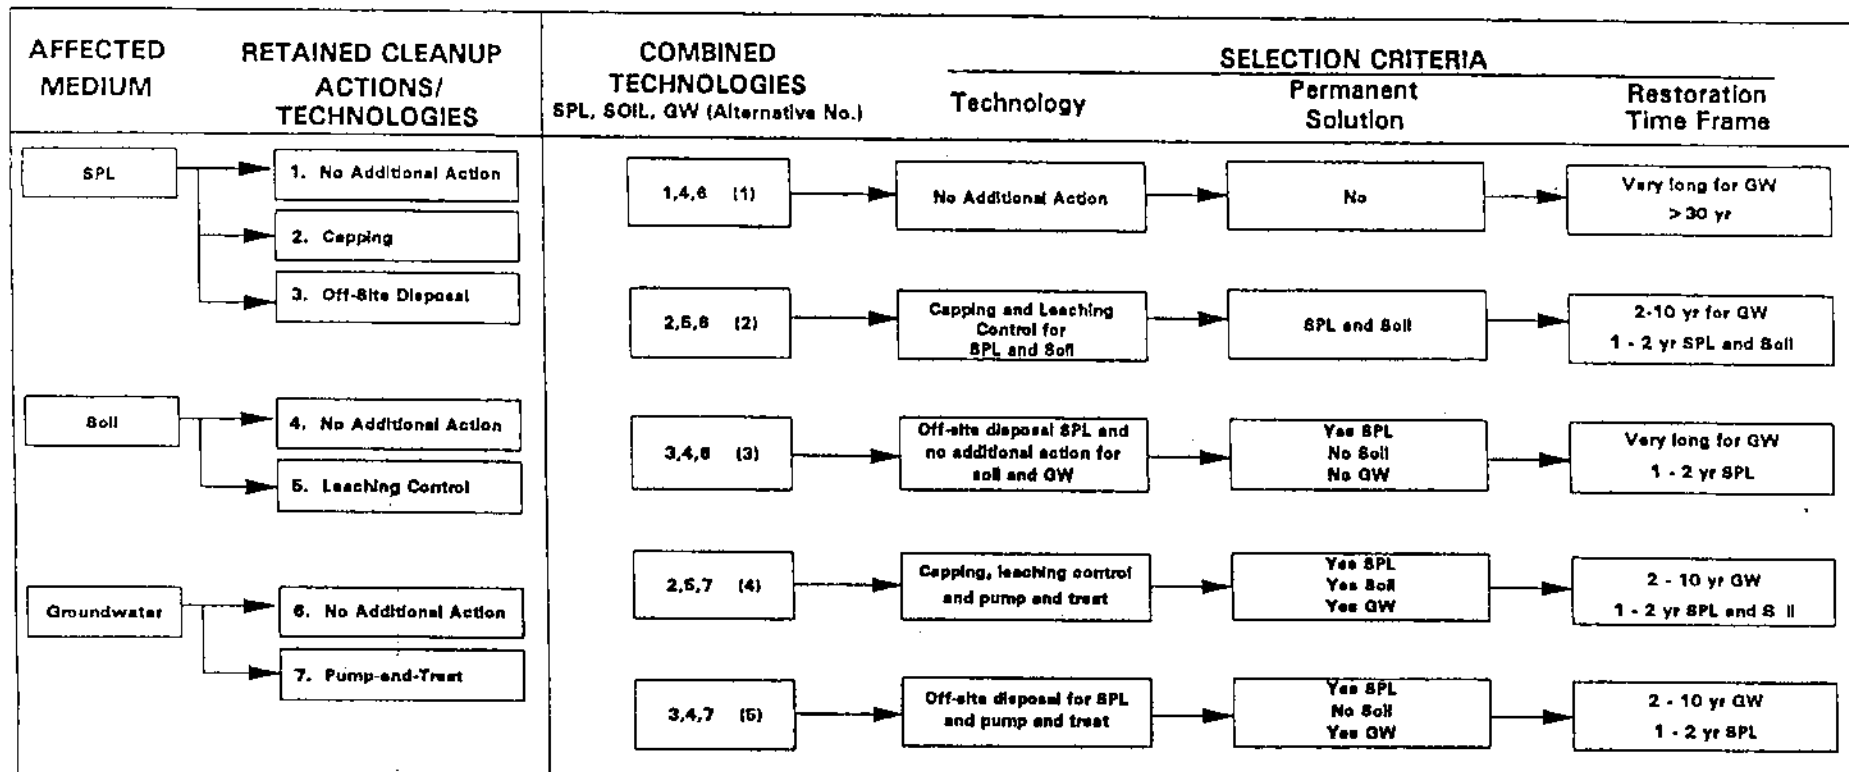 AFFECTED
MEDIUM
RETAINED CLEANUP
ACTIONS/
TECHNOLOGIES
COMBINED
TECHNOLOGIES
SPL, SOIL, GW (Alternative No.)
SELECTION CRITERIA
Technology
Permanent
Solution
Restoration
Time Frame
SPL
1. No Additional Action
2. Capping
3. Off-Site Disposal
Soil
4. No Additional Action
5. Leaching Control
Groundwater
6. No Additional Action
7. Pump-and-Treat
1,4,6 (1)
No Additional Action
No
Very long for GW
> 30 yr
2,5,6 (2)
Capping and Leaching
Control for
SPL and Soil
SPL and Soil
2-10 yr for GW
1 - 2 yr SPL and Soil
3,4,6 (3)
Off-site disposal SPL and
no additional action for
soil and GW
Yes SPL
No Soil
No GW
Very long for GW
1 - 2 yr SPL
2,5,7 (4)
Capping, leaching control
and pump and treat
Yes SPL
Yes Soil
Yes GW
2 - 10 yr GW
1 - 2 yr SPL and S il
3,4,7 (5)
Off-site disposal for SPL
and pump and treat
Yes SPL
No Soil
Yes GW
2 - 10 yr GW
1 - 2 yr SPL